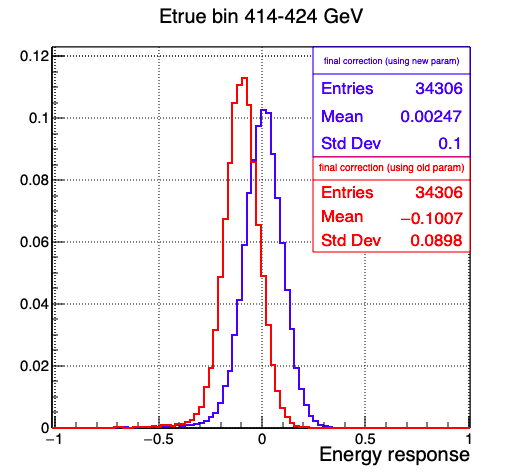 Etrue bin 414-424 GeV
0.12
0.1
0.08
0.06
0.04
0.02
0
−1
−0.5
0
0.5
1
Energy response
final correction (using new param)
Entries 34306
Mean 0.00247
Std Dev 0.1
final correction (using old param)
Entries 34306
Mean −0.1007
Std Dev 0.0898